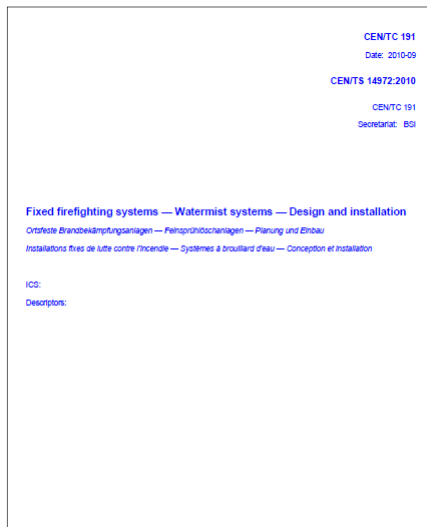 CEN/TC 191
Date: 2010-09
CEN/TS 14972:2010
CEN/TC 191
Secretariat: BSI
Fixed firefighting systems — Watermist systems — Design and installation
Ortsfeste Brandbekämpfungsanlagen — Feinsprühlöschanlagen — Planung und Einbau
Installations fixes de lutte contre l'incendie — Systèmes à brouillard d'eau — Conception et installation
ICS:
Descriptors: